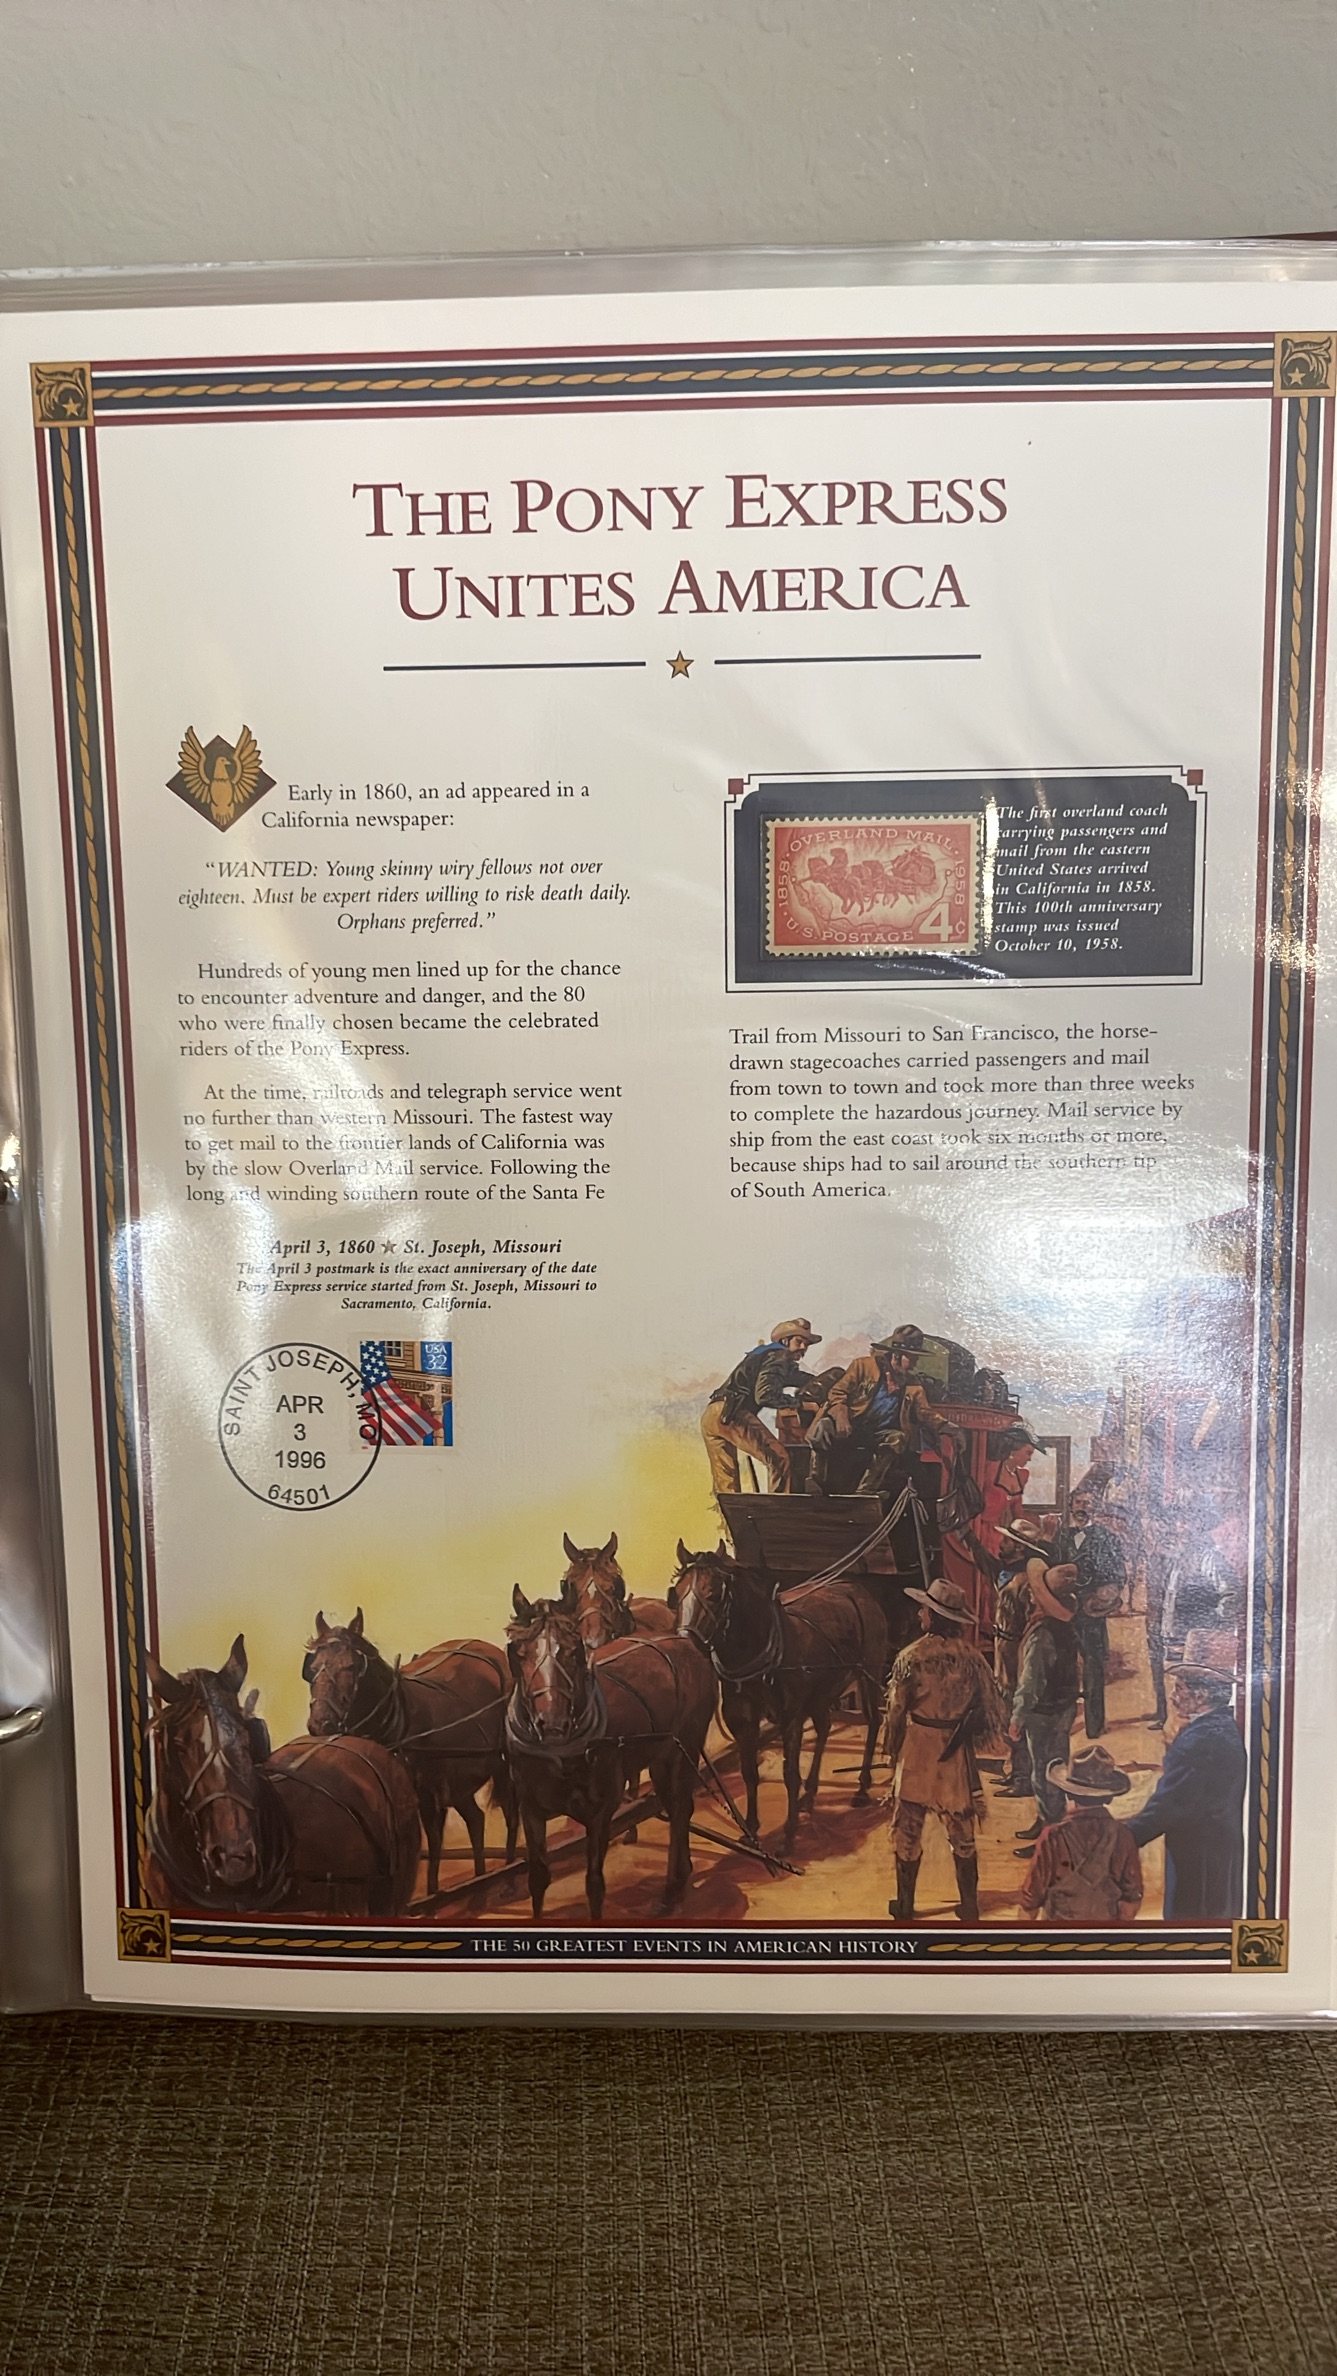 THE PONY EXPRESS
UNITES AMERICA
Early in 1860, an ad appeared in a
California newspaper:
“WANTED: Young skinny wiry fellows not over
eighteen. Must be expert riders willing to risk death daily.
Orphans preferred.”
Hundreds of young men lined up for the chance
to encounter adventure and danger, and the 80
who were finally chosen became the celebrated
riders of the Pony Express.
At the time, railroads and telegraph service went
no further than western Missouri. The fastest way
to get mail to the frontier lands of California was
by the slow Overland Mail service. Following the
long and winding southern route of the Santa Fe
OVERLAND MAIL
1858
1958
U.S. POSTAGE
4c
The first overland coach
carrying passengers and
mail from the eastern
United States arrived
in California in 1858.
This 100th anniversary
stamp was issued
October 10, 1958.
Trail from Missouri to San Francisco, the horse-
drawn stagecoaches carried passengers and mail
from town to town and took more than three weeks
to complete the hazardous journey. Mail service by
ship from the east coast took six months or more,
because ships had to sail around the southern tip
of South America.
April 3, 1860 ★ St. Joseph, Missouri
The April 3 postmark is the exact anniversary of the date
Pony Express service started from St. Joseph, Missouri to
Sacramento, California.
SAINT JOSEPH, MO
APR
3
1996
64501
USA
32
THE 50 GREATEST EVENTS IN AMERICAN HISTORY